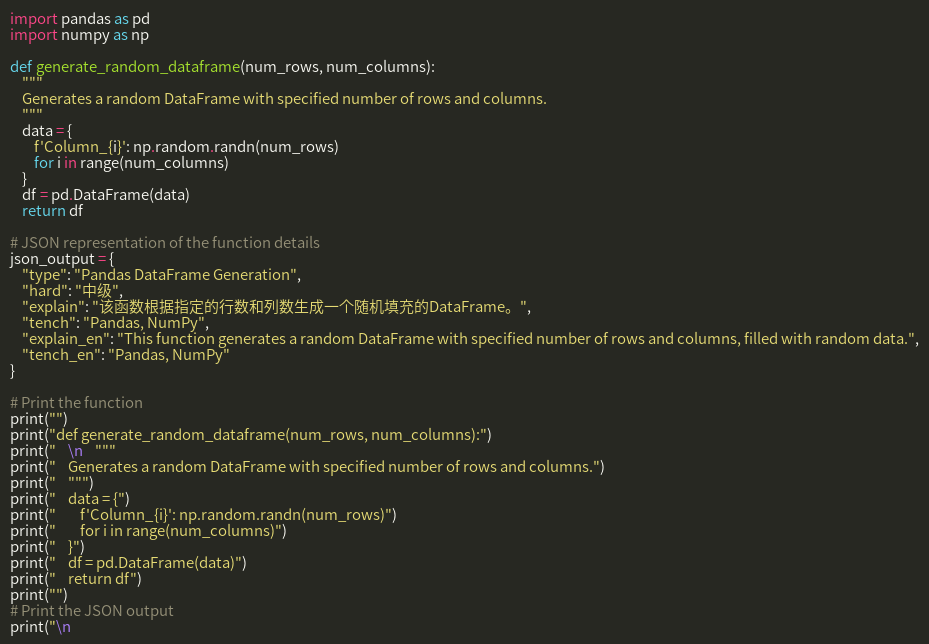 import pandas as pd
import numpy as np

def generate_random_dataframe(num_rows, num_columns):
    """
    Generates a random DataFrame with specified number of rows and columns.
    """
    data = {
        f'Column_{i}': np.random.randn(num_rows)
        for i in range(num_columns)
    }
    df = pd.DataFrame(data)
    return df

# JSON representation of the function details
json_output = {
    "type": "Pandas DataFrame Generation",
    "hard": "中级",
    "explain": "该函数根据指定的行数和列数生成一个随机填充的DataFrame。",
    "tench": "Pandas, NumPy",
    "explain_en": "This function generates a random DataFrame with specified number of rows and columns, filled with random data.",
    "tench_en": "Pandas, NumPy"
}

# Print the function
print("")
print("def generate_random_dataframe(num_rows, num_columns):")
print("    \n    """
print("    Generates a random DataFrame with specified number of rows and columns.")
print("    """)
print("    data = {")
print("        f'Column_{i}': np.random.randn(num_rows)")
print("        for i in range(num_columns)")
print("    }")
print("    df = pd.DataFrame(data)")
print("    return df")
print("")
# Print the JSON output
print("\n